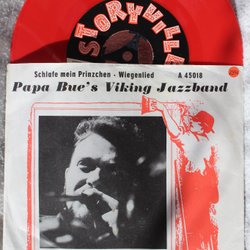 STORYVILLE
Schlafe mein Prinzchen - Wiegenlied A 45018
Papa Bue's Viking Jazzband